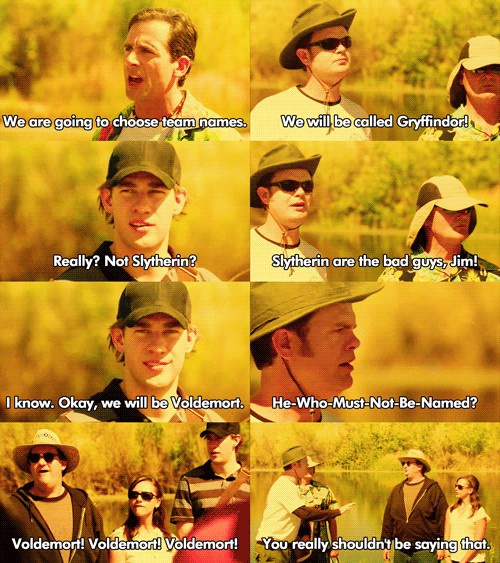 We are going to choose team names.
We will be called Gryffindor!
Really? Not Slytherin?
Slytherin are the bad guys, Jim!
I know. Okay, we will be Voldemort.
He-Who-Must-Not-Be-Named?
Voldemort! Voldemort! Voldemort!
You really shouldn't be saying that.